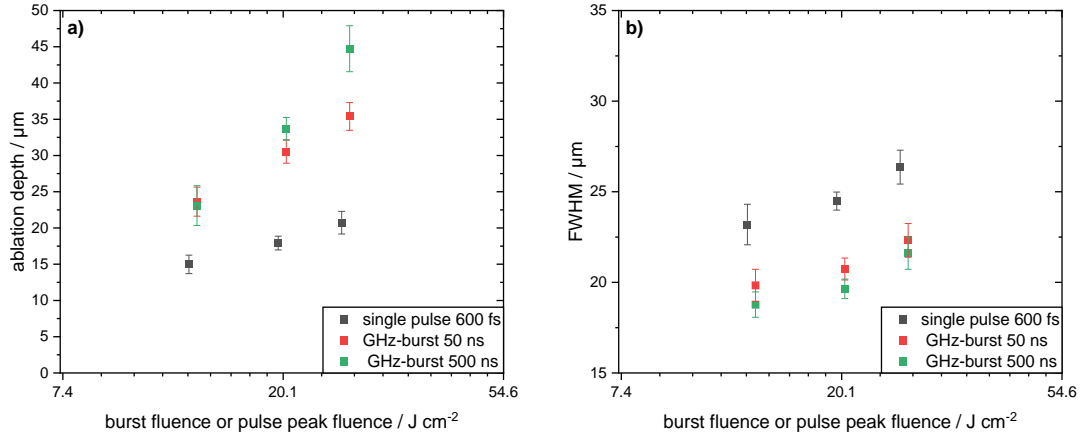 a)
50
45
40
35
30
25
20
15
10
5
0
ablation depth / µm
single pulse 600 fs
GHz-burst 50 ns
GHz-burst 500 ns
7.4 20.1 54.6
burst fluence or pulse peak fluence / J cm⁻²
b)
35
30
25
20
15
FWHM / µm
single pulse 600 fs
GHz-burst 50 ns
GHz-burst 500 ns
7.4 20.1 54.6
burst fluence or pulse peak fluence / J cm⁻²